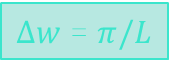 Δw = π/L